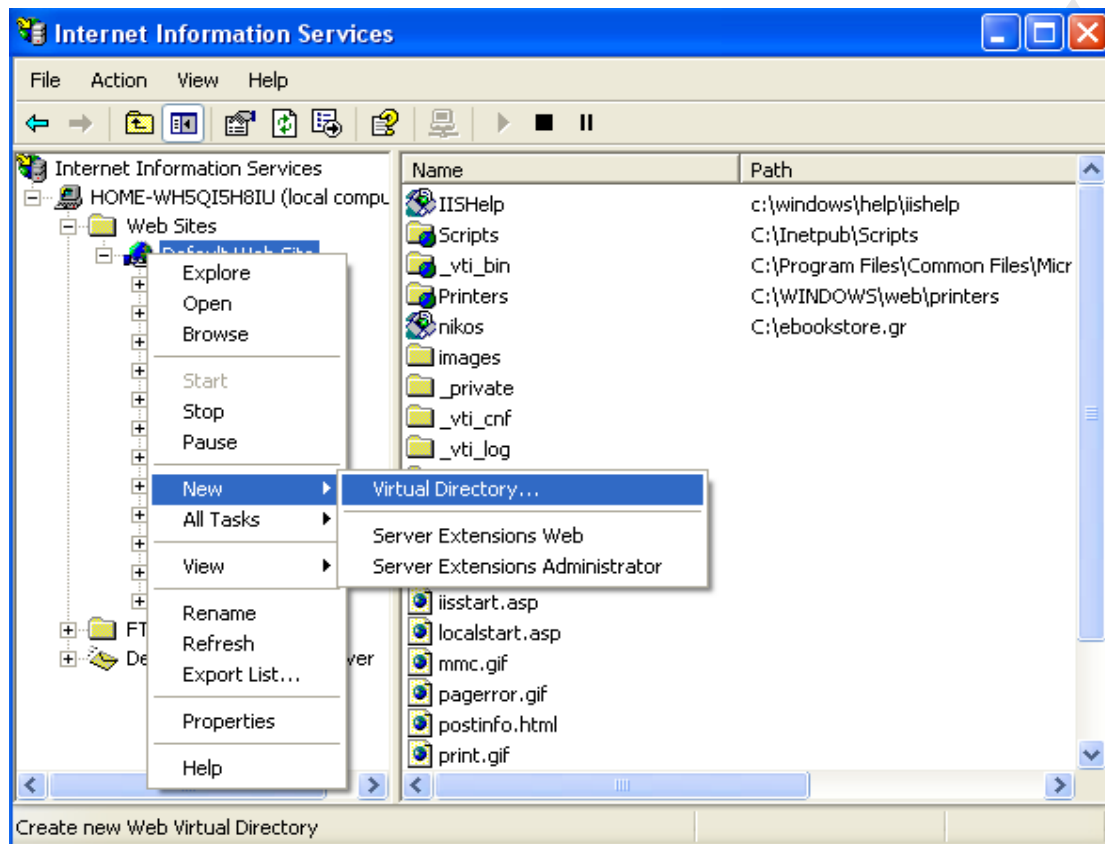 Internet Information Services
File Action View Help
Internet Information Services
HOME-WH5QI5H8IU (local compu
Web Sites
Default Web Site
Explore
Open
Browse
Start
Stop
Pause
New
All Tasks
View
Rename
Refresh
Export List...
Properties
Help
FT
De
ver
Virtual Directory...
Server Extensions Web
Server Extensions Administrator
Name Path
IISHelp c:\windows\help\iishelp
Scripts C:\Inetpub\Scripts
_vti_bin C:\Program Files\Common Files\Micr
Printers C:\WINDOWS\web\printers
nikos C:\ebookstore.gr
images
_private
_vti_cnf
_vti_log
iisstart.asp
localstart.asp
mmc.gif
pagerror.gif
postinfo.html
print.gif
Create new Web Virtual Directory